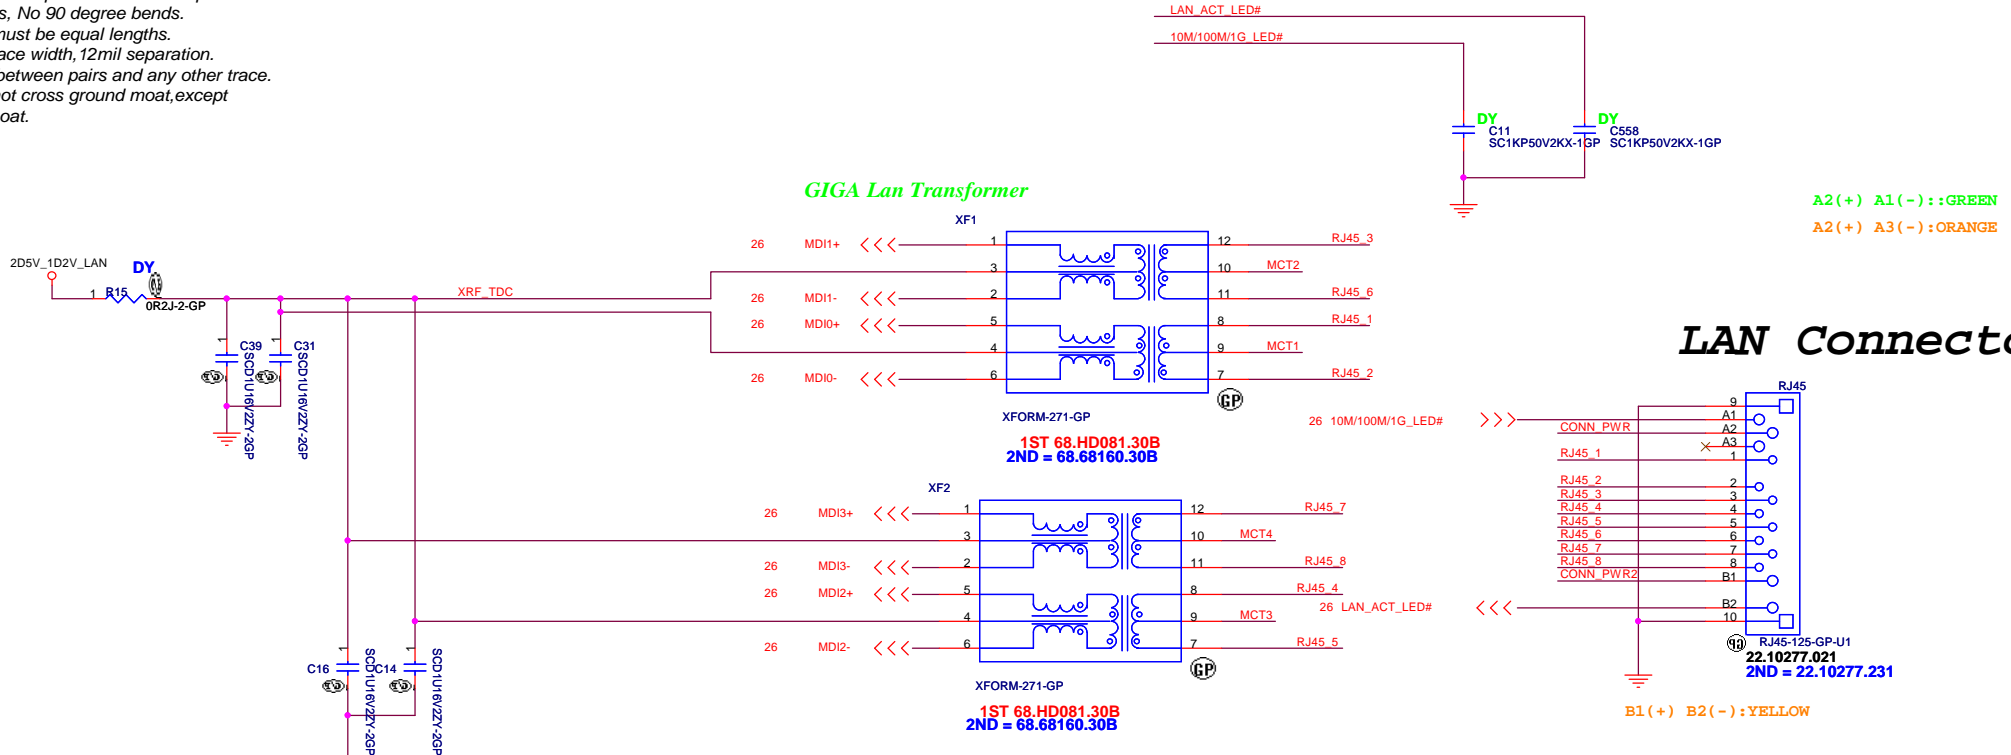 s, No 90 degree bends.
must be equal lengths.
ace width,12mil separation.
between pairs and any other trace.
not cross ground moat,except
oat.
LAN_ACT_LED#
10M/100M/1G_LED#
DY
C11
SC1KP50V2KX-1GP
DY
C558
SC1KP50V2KX-1GP
A2(+) A1(-)::GREEN
A2(+) A3(-):ORANGE
GIGA Lan Transformer
XF1
26 MDI1+
1
12
RJ45_3
3
10
MCT2
26 MDI1-
2
11
RJ45_6
26 MDI0+
5
8
RJ45_1
4
9
MCT1
26 MDI0-
6
7
RJ45_2
GP
XFORM-271-GP
1ST 68.HD081.30B
2ND = 68.68160.30B
2D5V_1D2V_LAN
DY
1
R15
0R2J-2-GP
XRF_TDC
1
C39
SCD1U16V2ZY-2GP
1
C31
SCD1U16V2ZY-2GP
XF2
26 MDI3+
1
12
RJ45_7
3
10
MCT4
26 MDI3-
2
11
RJ45_8
26 MDI2+
5
8
RJ45_4
4
9
MCT3
26 MDI2-
6
7
RJ45_5
GP
XFORM-271-GP
1ST 68.HD081.30B
2ND = 68.68160.30B
1
C16
SCD1U16V2ZY-2GP
1
C14
SCD1U16V2ZY-2GP
LAN Connecto
RJ45
9
26 10M/100M/1G_LED#
A1
CONN_PWR
A2
A3
RJ45_1
1
RJ45_2
2
RJ45_3
3
RJ45_4
4
RJ45_5
5
RJ45_6
6
RJ45_7
7
RJ45_8
8
CONN_PWR2
B1
26 LAN_ACT_LED#
B2
10
GP
RJ45-125-GP-U1
22.10277.021
2ND = 22.10277.231
B1(+) B2(-):YELLOW